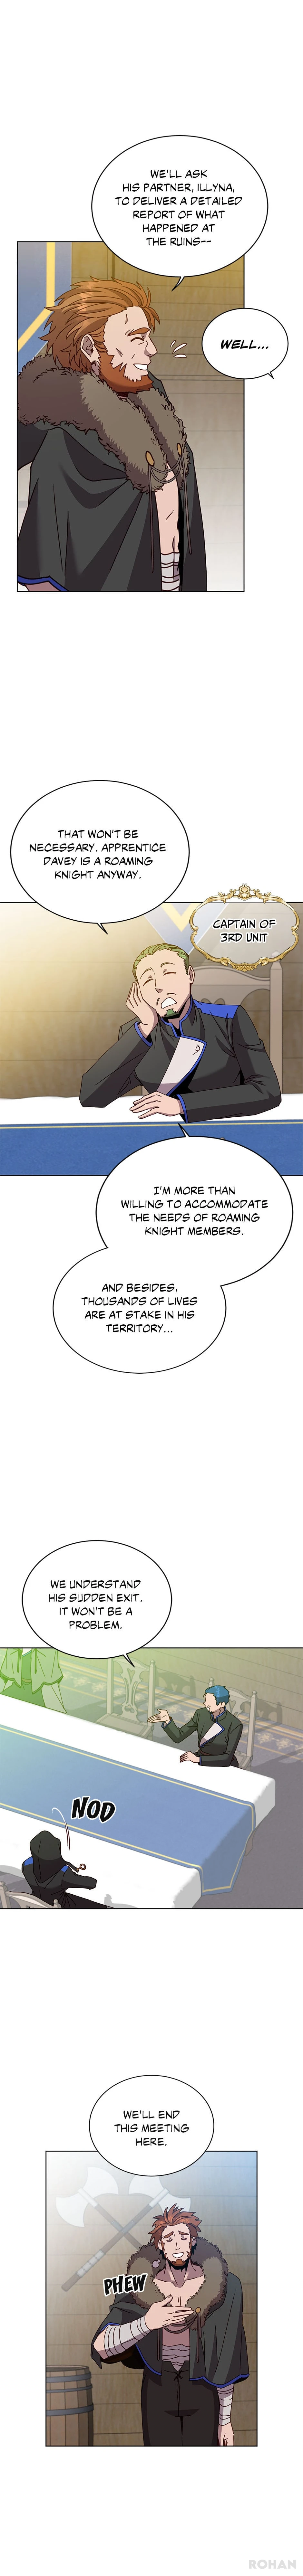 WE'LL ASK
HIS PARTNER, ILLYNA,
TO DELIVER A DETAILED
REPORT OF WHAT
HAPPENED AT
THE RUINS--
WELL...
THAT WON'T BE
NECESSARY. APPRENTICE
DAVEY IS A ROAMING
KNIGHT ANYWAY.
CAPTAIN OF
3RD UNIT
I'M MORE THAN
WILLING TO ACCOMMODATE
THE NEEDS OF ROAMING
KNIGHT MEMBERS.
AND BESIDES,
THOUSANDS OF LIVES
ARE AT STAKE IN HIS
TERRITORY...
WE UNDERSTAND
HIS SUDDEN EXIT.
IT WON'T BE A
PROBLEM.
NOD
WE'LL END
THIS MEETING
HERE.
PHEW
ROHAN